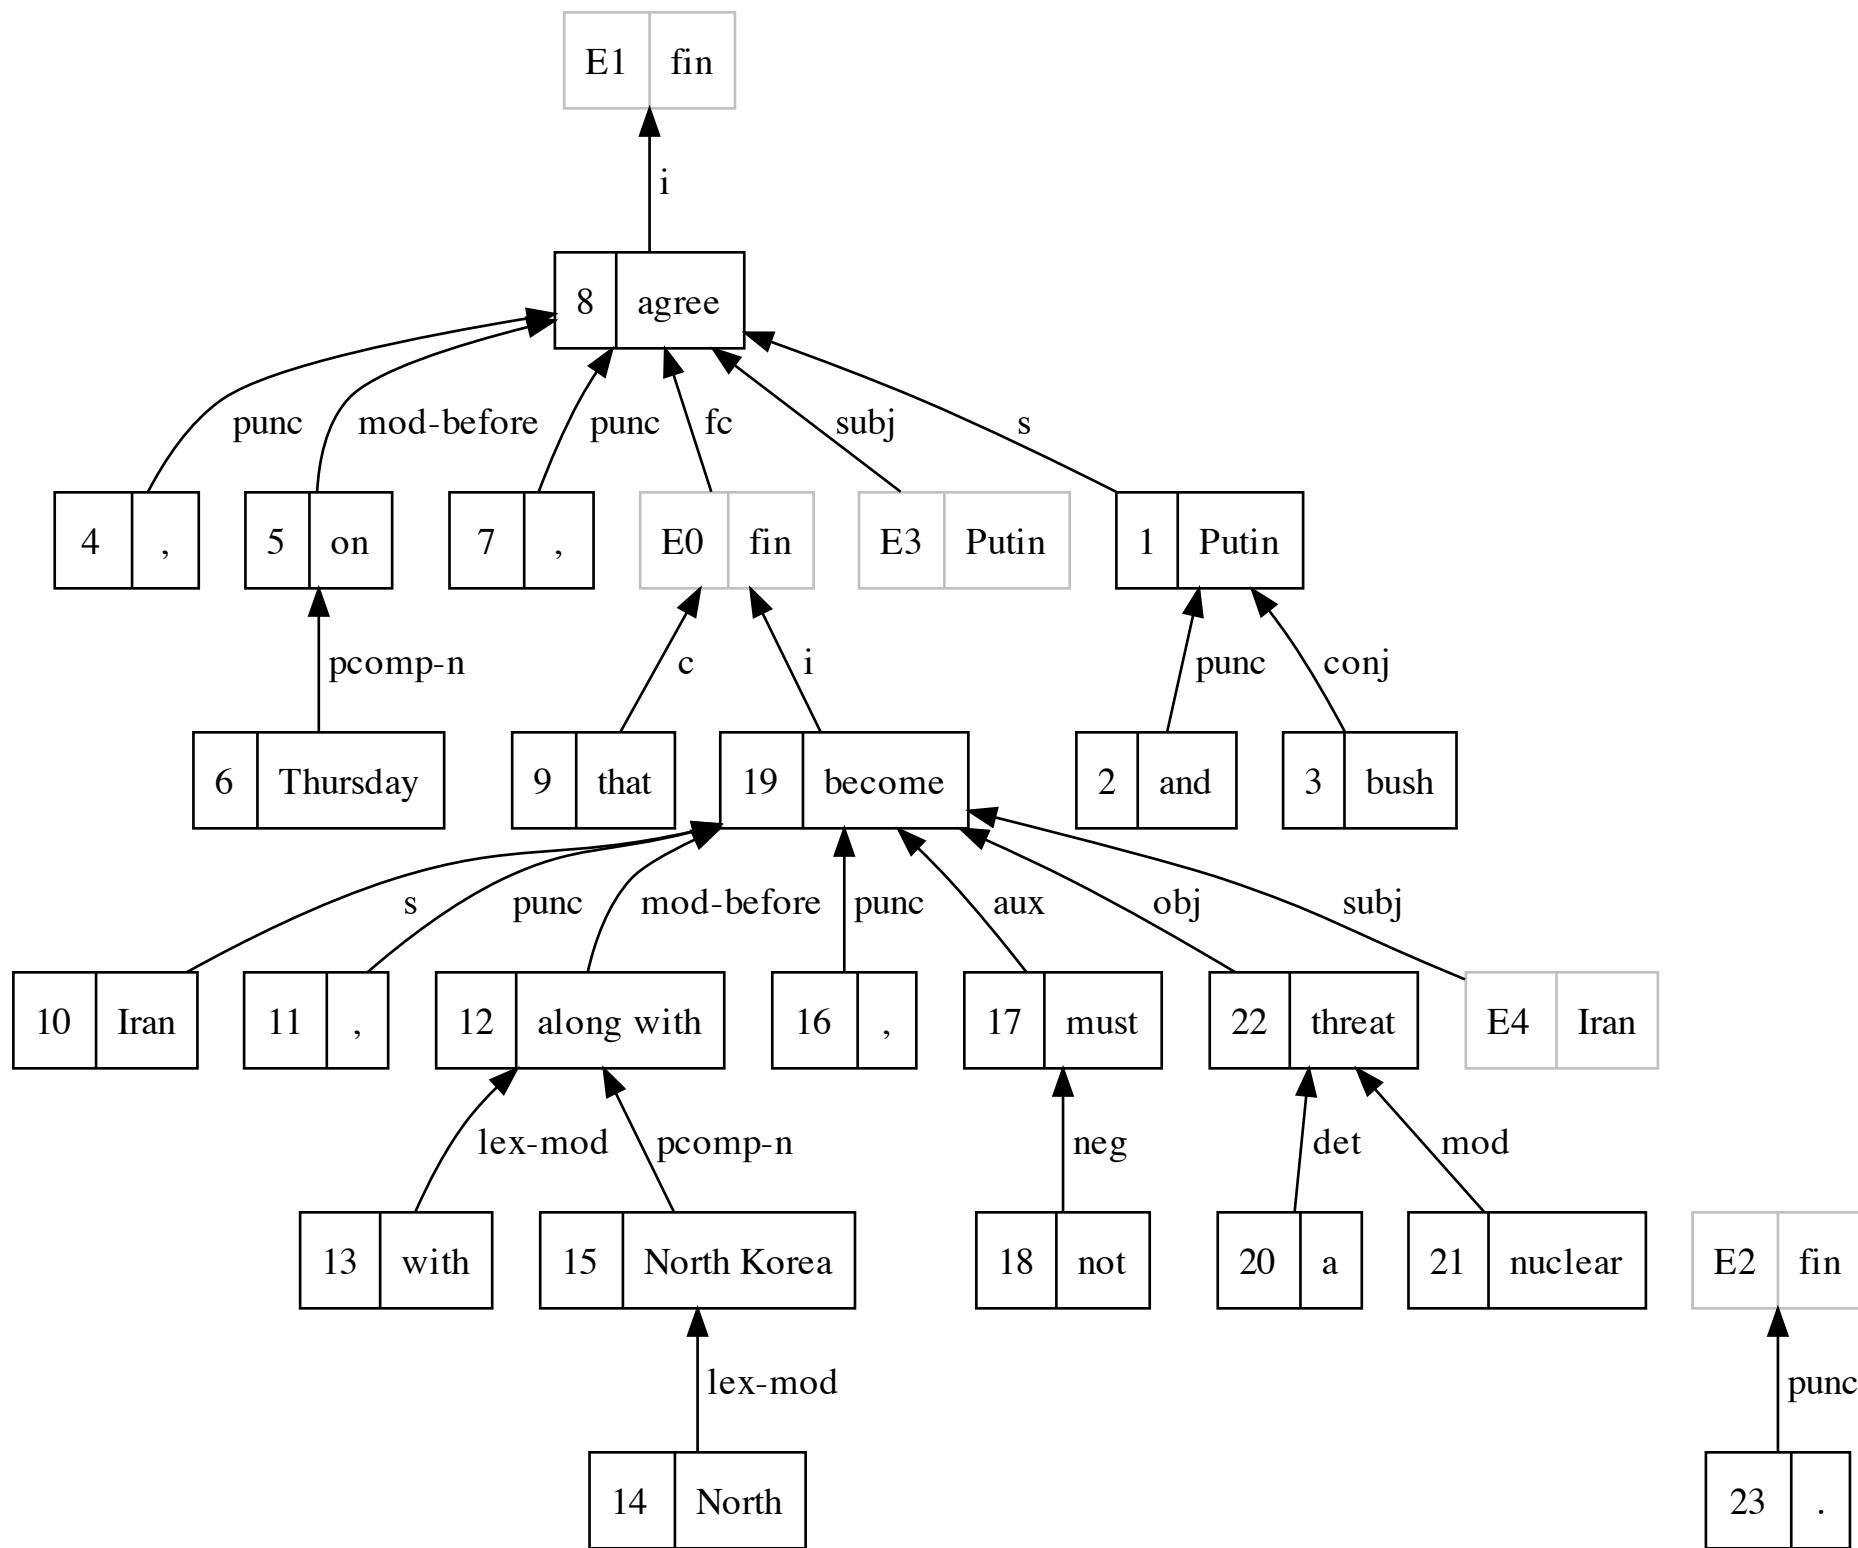 E1 fin
i
8 agree
punc mod-before punc fc subj s
4 , 5 on 7 , E0 fin E3 Putin 1 Putin
pcomp-n c i punc conj
6 Thursday 9 that 19 become 2 and 3 bush
s punc mod-before punc aux obj subj
10 Iran 11 , 12 along with 16 , 17 must 22 threat E4 Iran
lex-mod pcomp-n neg det mod
13 with 15 North Korea 18 not 20 a 21 nuclear E2 fin
lex-mod punc
14 North 23 .